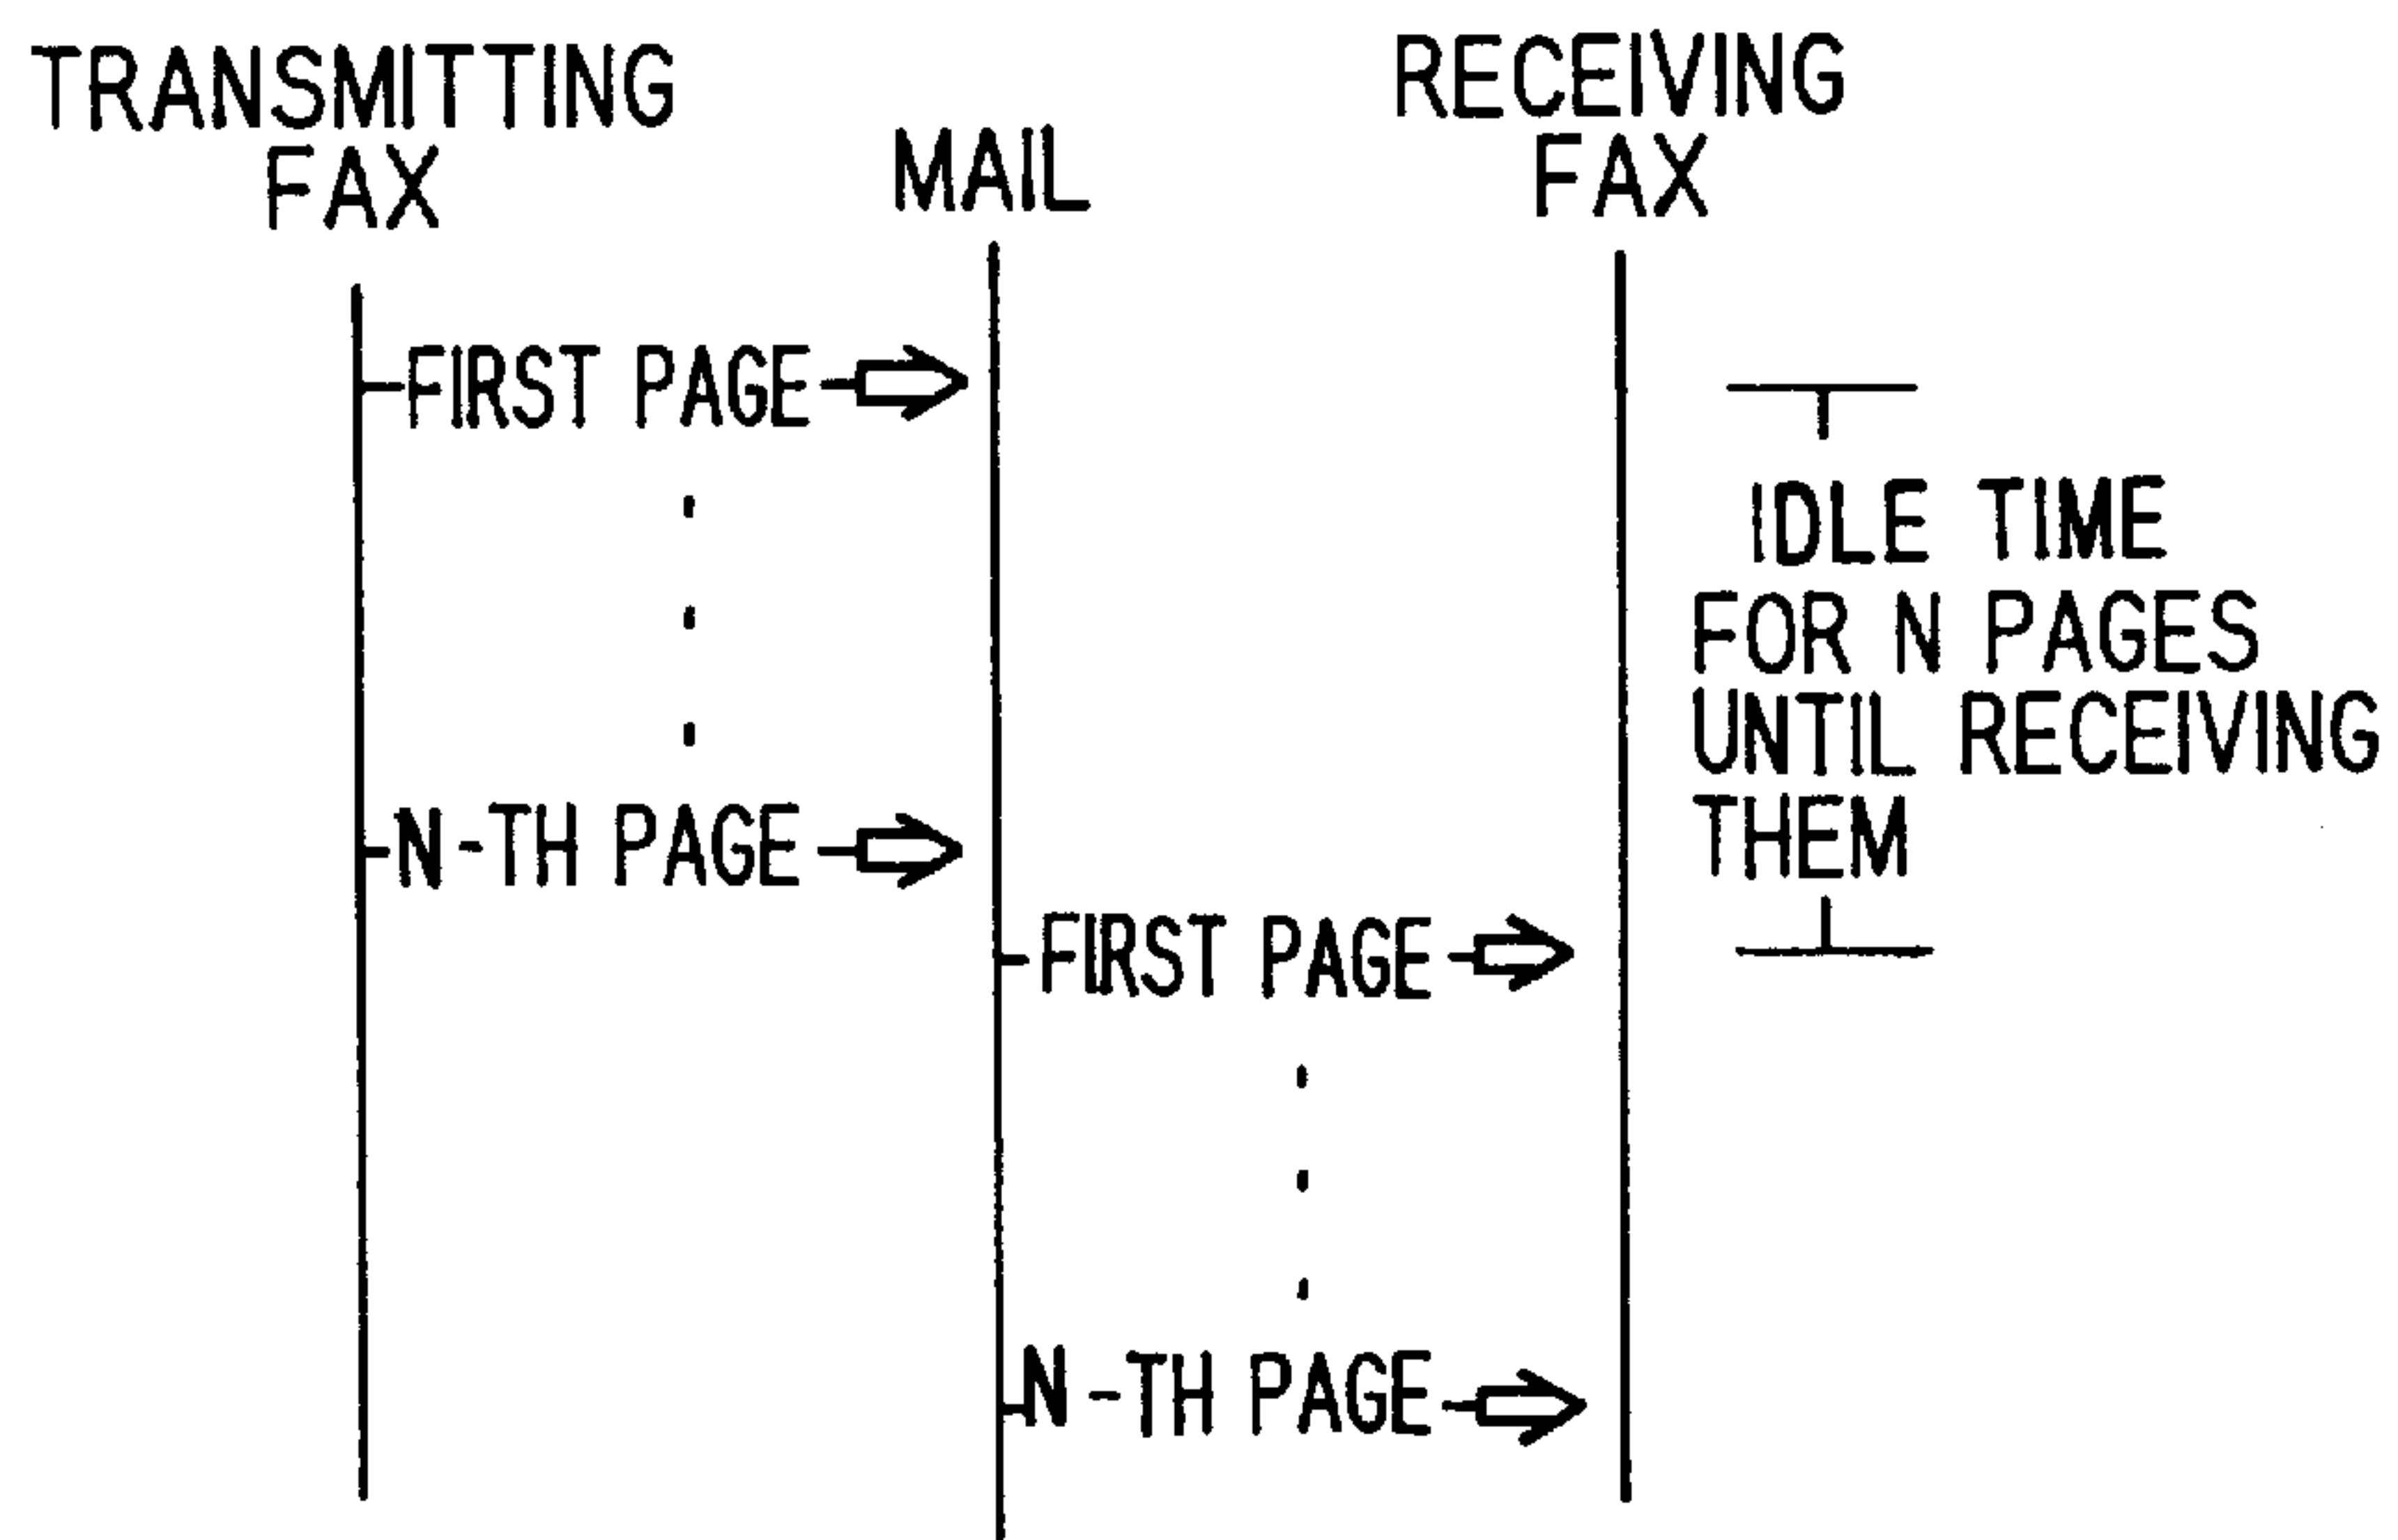 TRANSMITTING
FAX
MAIL
RECEIVING
FAX
FIRST PAGE
IDLE TIME
FOR N PAGES
UNTIL RECEIVING
THEM
N-TH PAGE
FIRST PAGE
N-TH PAGE